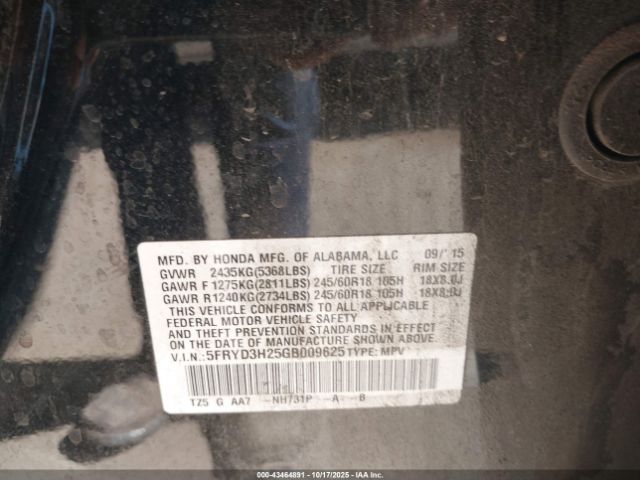 MFD. BY HONDA MFG. OF ALABAMA, LLC 09/ 15
GVWR 2435KG(5368LBS) TIRE SIZE RIM SIZE
GAWR F 1275KG(2811LBS) 245/60R18 105H 18X8.0J
GAWR R1240KG(2734LBS) 245/60R18 105H 18X8.0J
THIS VEHICLE CONFORMS TO ALL APPLICABLE
FEDERAL MOTOR VEHICLE SAFETY
AND THEFT PREVENTION STANDARDS IN EFFECT
ON THE DATE OF MANUFACTURE SHOWN ABOVE.
V.I.N.: 5FRYD3H25GB009625 TYPE: MPV
TZ5 G AA7 -NH731P -A -B
000-43464891 | 10/17/2025 | © IAA, LLC